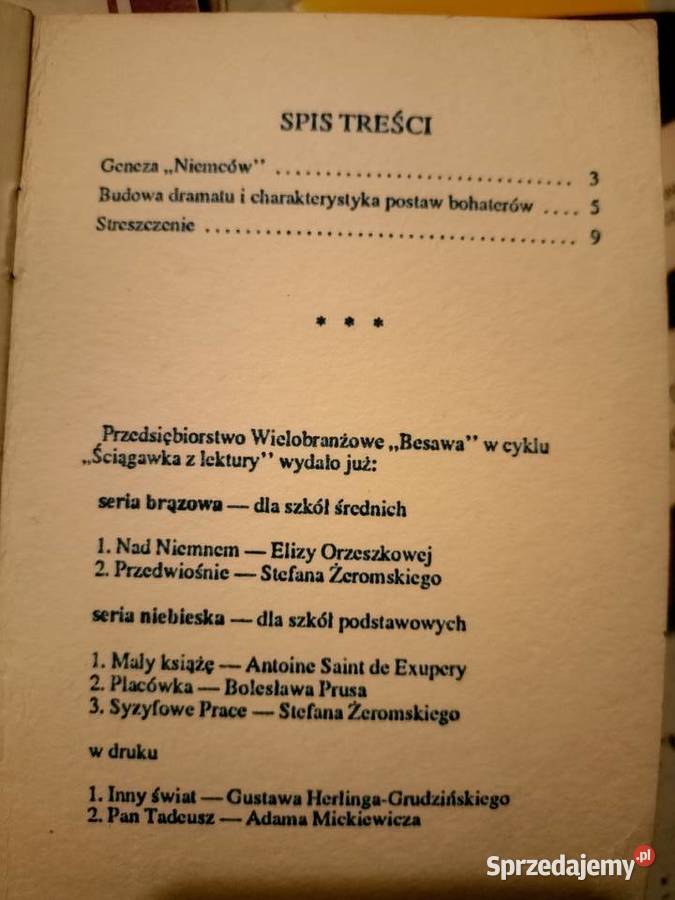 SPIS TREŚCI
Geneza „Niemców” .............................. 3
Budowa dramatu i charakterystyka postaw bohaterów .... 5
Streszczenie ..................................... 9
* * *
Przedsiębiorstwo Wielobranżowe „Besawa” w cyklu
„Ściągawka z lektury” wydało już:
seria brązowa — dla szkół średnich
1. Nad Niemnem — Elizy Orzeszkowej
2. Przedwiośnie — Stefana Żeromskiego
seria niebieska — dla szkół podstawowych
1. Mały książę — Antoine Saint de Exupery
2. Placówka — Bolesława Prusa
3. Syzyfowe Prace — Stefana Żeromskiego
w druku
1. Inny świat — Gustawa Herlinga-Grudzińskiego
2. Pan Tadeusz — Adama Mickiewicza
Sprzedajemy.pl